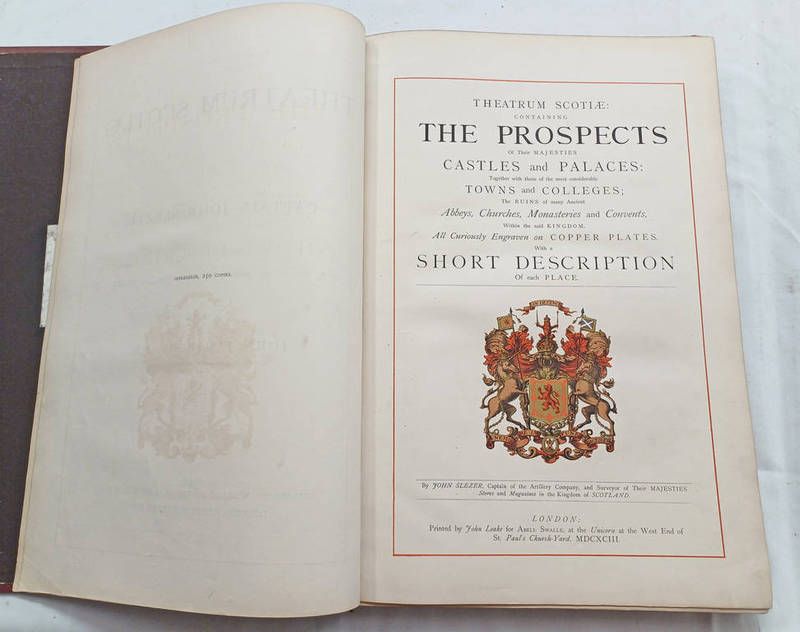 THEATRUM SCOTIÆ:
CONTAINING
THE PROSPECTS
Of Their MAJESTIES
CASTLES and PALACES:
Together with those of the most considerable
TOWNS and COLLEGES;
The RUINS of many Ancient
Abbeys, Churches, Monasteries and Convents,
Within the said KINGDOM.
All Curiously Engraven on COPPER PLATES.
With a
SHORT DESCRIPTION
Of each PLACE.
IN DEFENS
By JOHN SLEZER, Captain of the Artillery Company, and Surveyor of Their MAJESTIES
Stores and Magazines in the Kingdom of SCOTLAND.
LONDON:
Printed by John Leake for ABELL SWALLE, at the Unicorn at the West End of
St. Paul's Church-Yard. MDCXCIII.